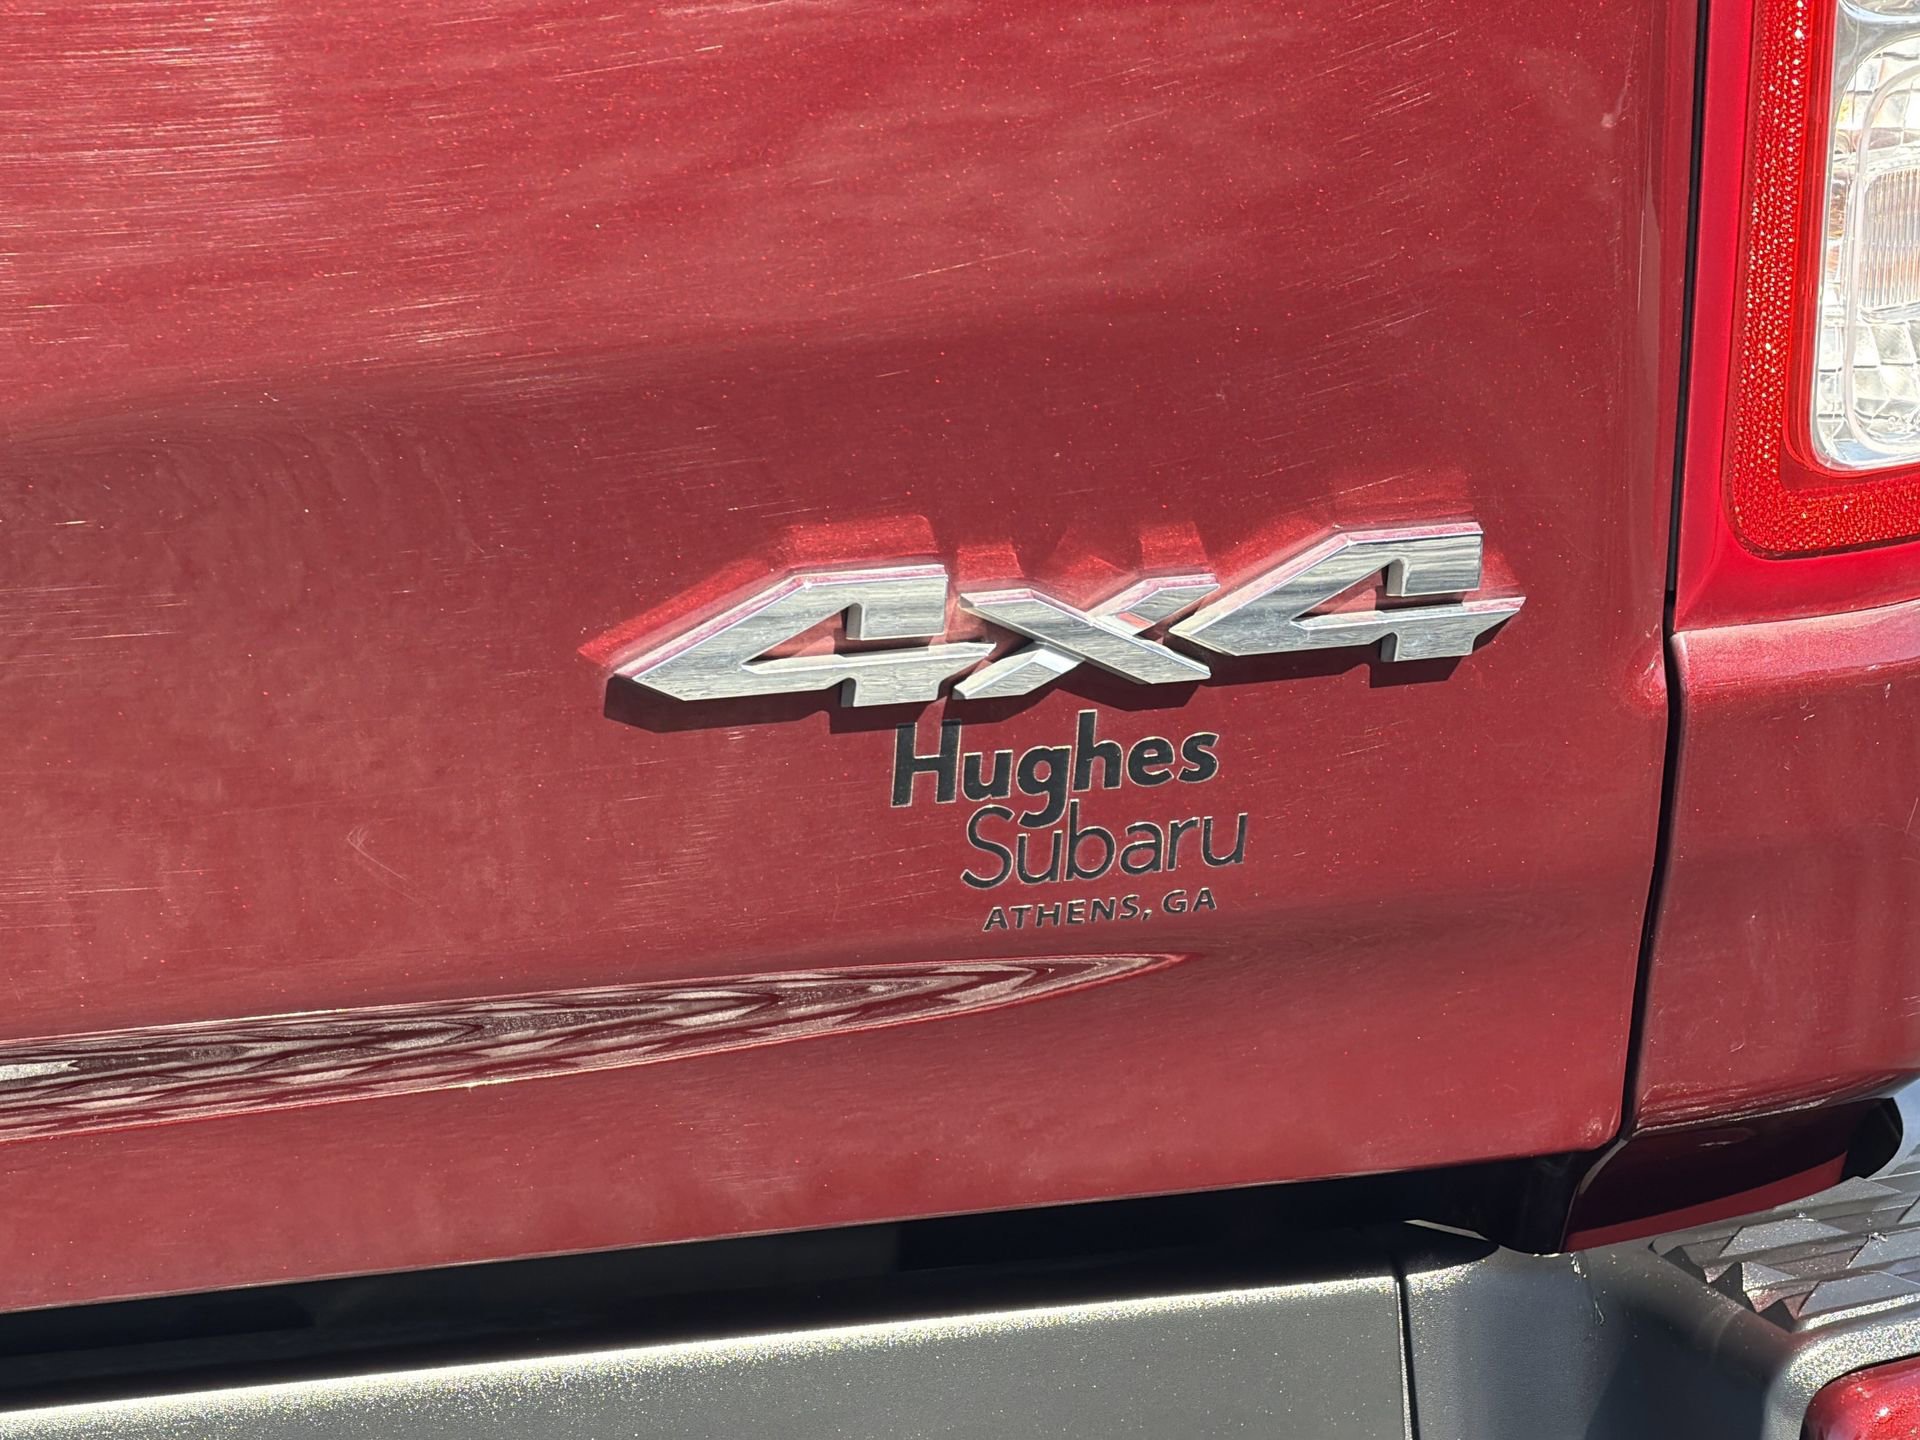 4x4
Hughes
Subaru
ATHENS, GA